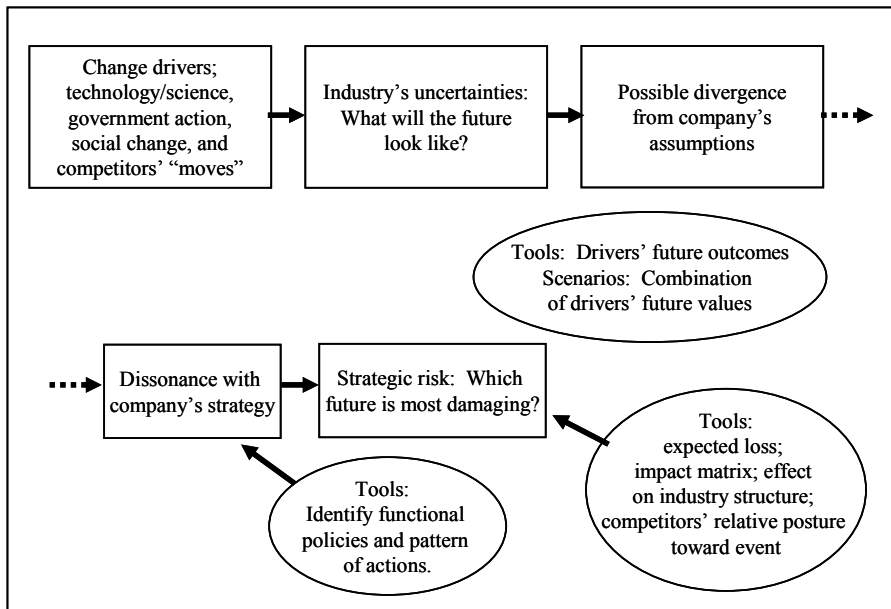 Change drivers;
technology/science,
government action,
social change, and
competitors’ “moves”
Industry’s uncertainties:
What will the future
look like?
Possible divergence
from company’s
assumptions
Tools:  Drivers’ future outcomes
Scenarios:  Combination
of drivers’ future values
Dissonance with
company’s strategy
Strategic risk:  Which
future is most damaging?
Tools:
Identify functional
policies and pattern
of actions.
Tools:
expected loss;
impact matrix; effect
on industry structure;
competitors’ relative posture
toward event